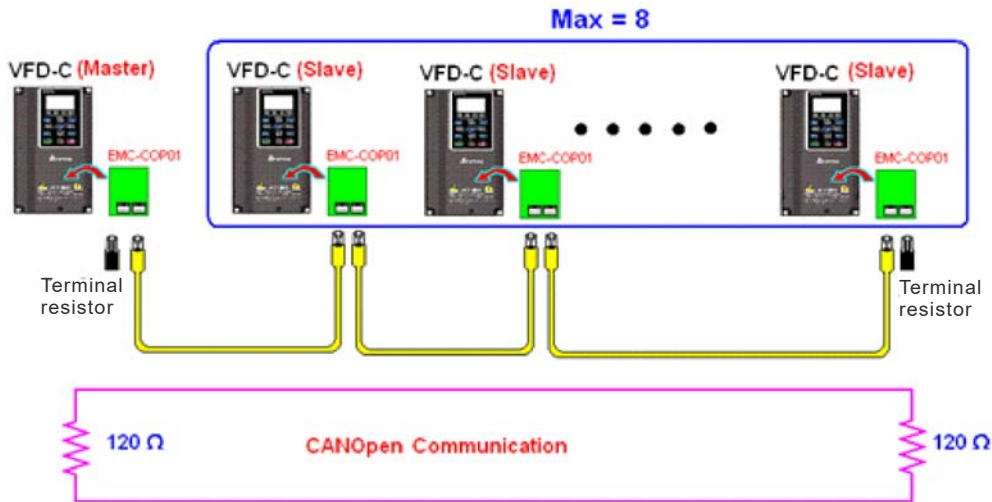 Max = 8
VFD-C (Master)
VFD-C (Slave)
VFD-C (Slave)
VFD-C (Slave)
EMC-COP01
EMC-COP01
EMC-COP01
EMC-COP01
Terminal
resistor
Terminal
resistor
120 Ω
CANOpen Communication
120 Ω